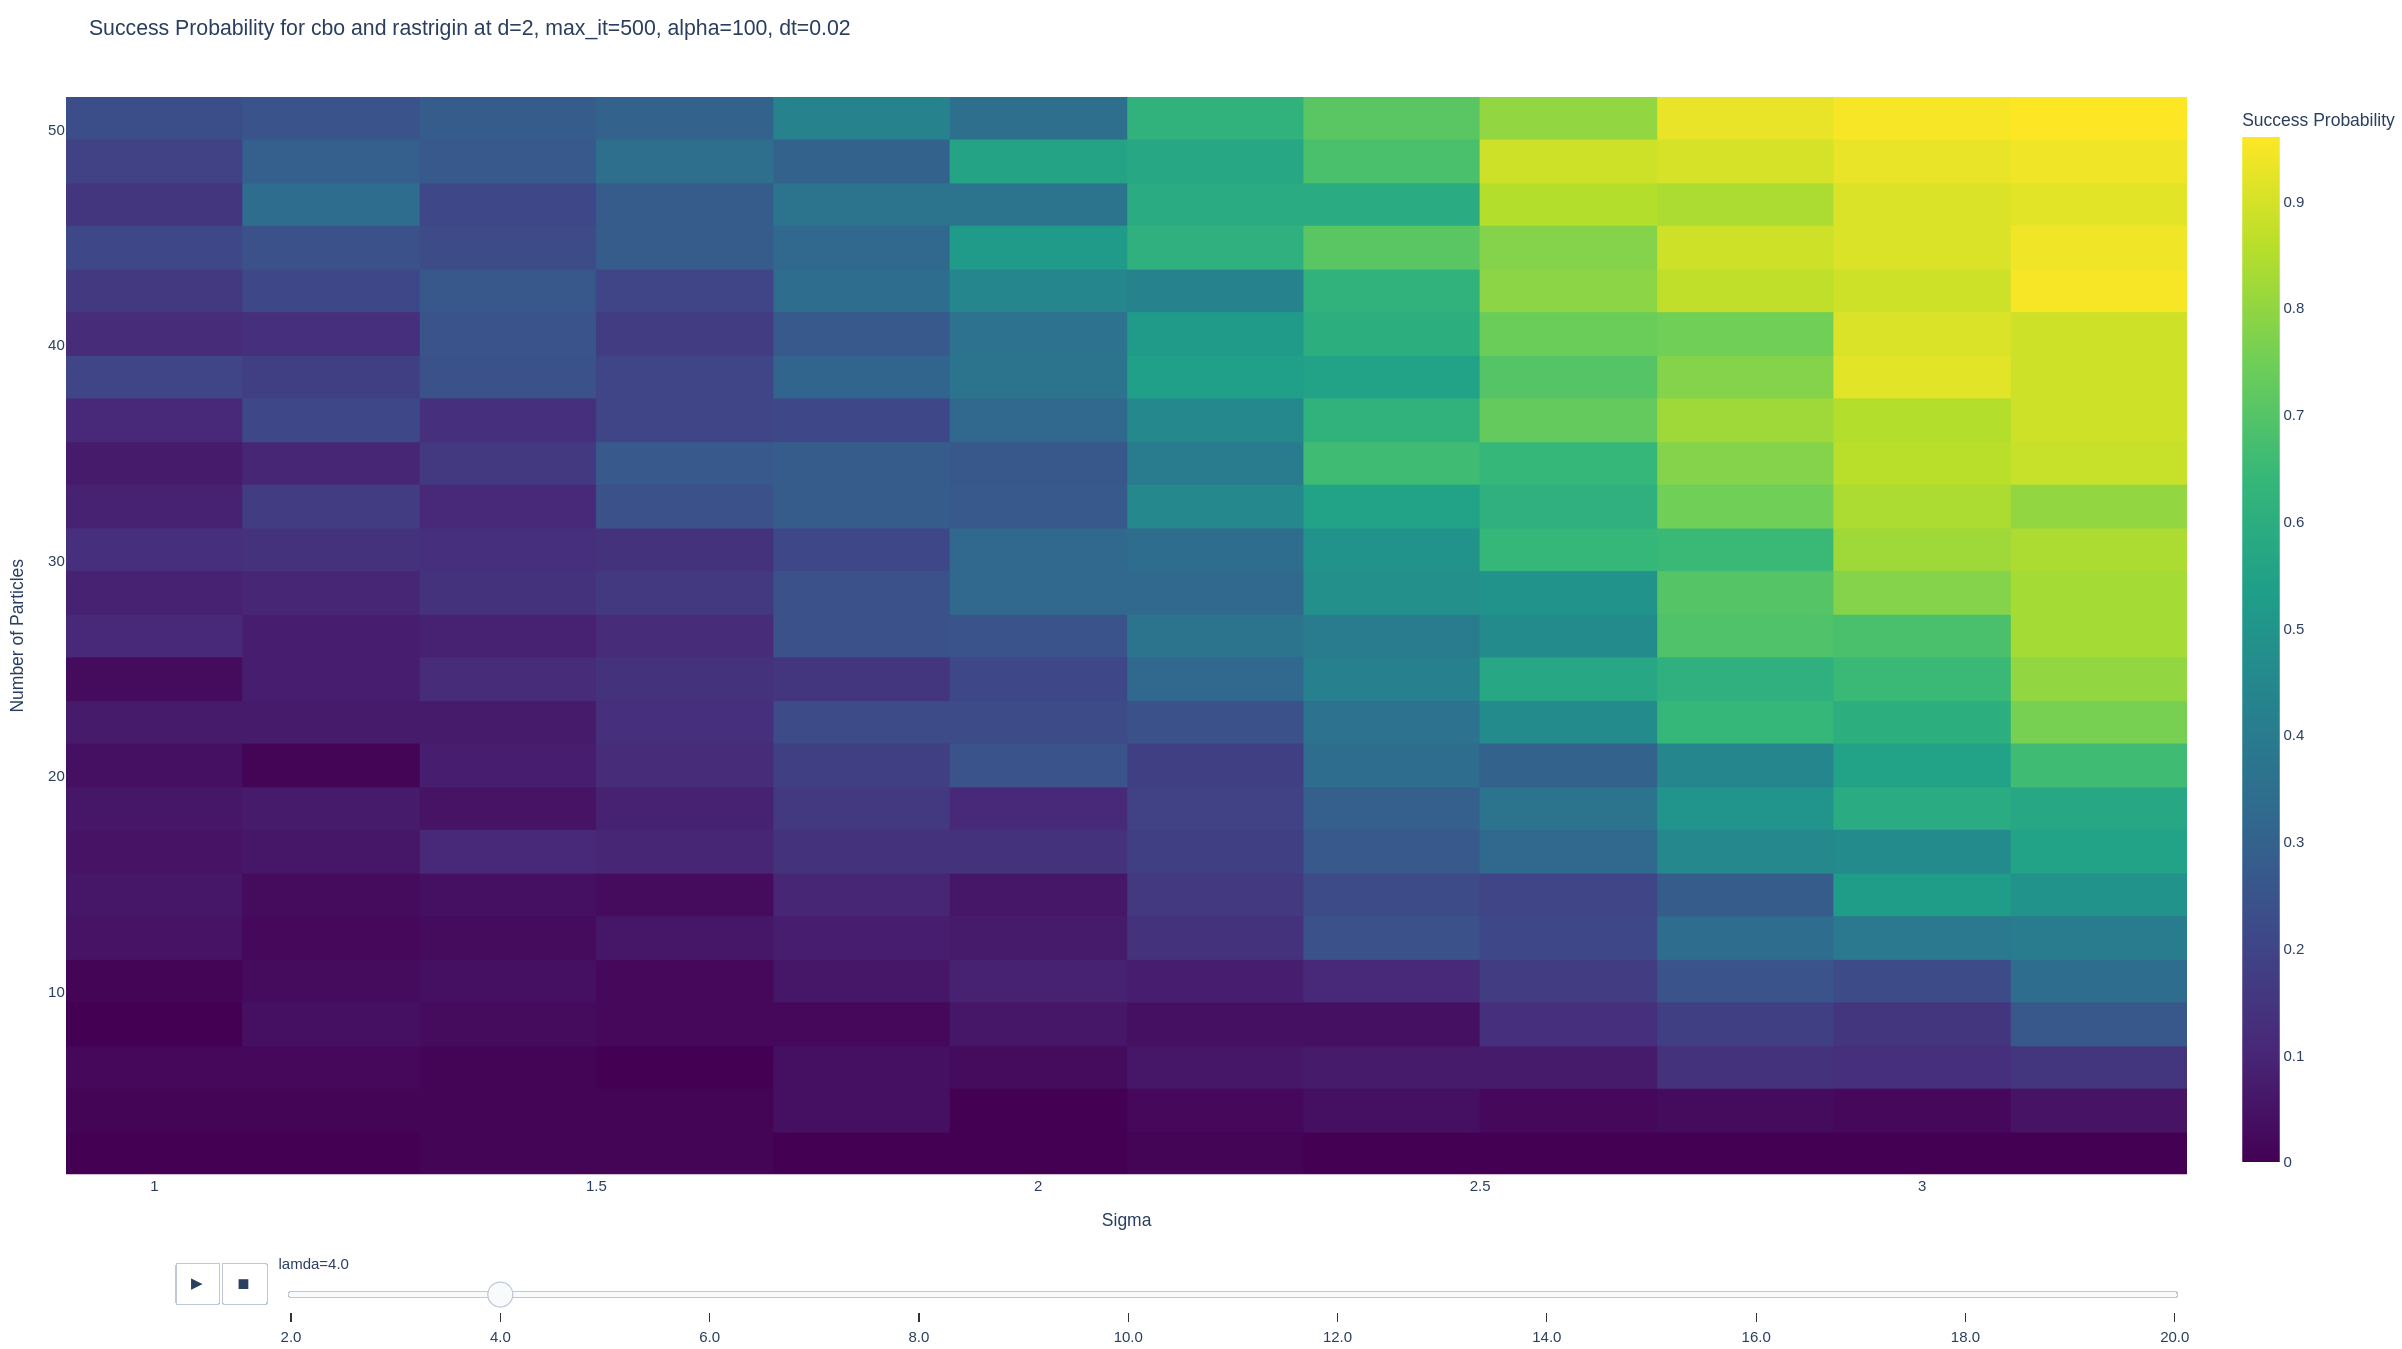 Success Probability for cbo and rastrigin at d=2, max_it=500, alpha=100, dt=0.02
Success Probability
0.9
0.8
0.7
0.6
0.5
0.4
0.3
0.2
0.1
0
Number of Particles
50
40
30
20
10
1 1.5 2 2.5 3
Sigma
▶ ■ lamda=4.0
2.0 4.0 6.0 8.0 10.0 12.0 14.0 16.0 18.0 20.0